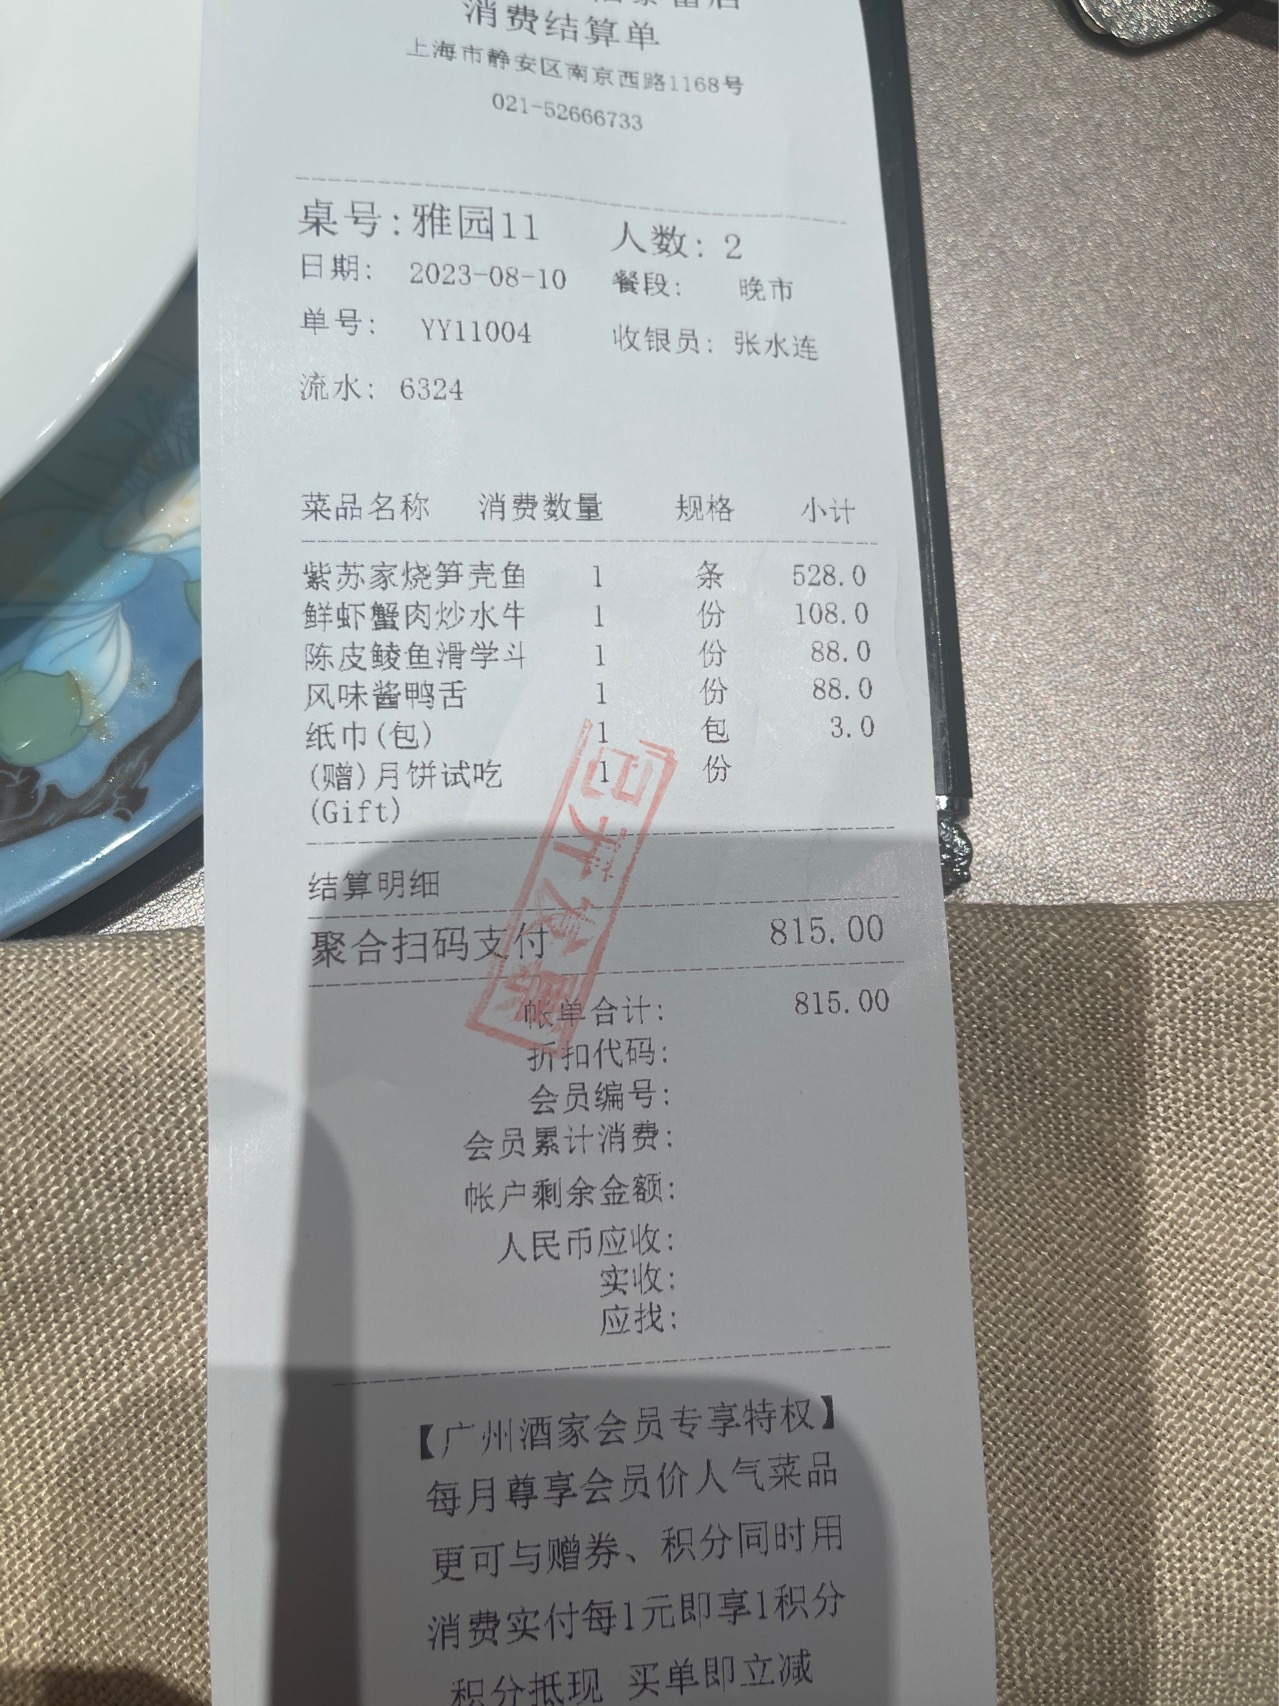 消费结算单
上海市静安区南京西路1168号
021-52666733
桌号:雅园11 人数: 2
日期: 2023-08-10 餐段: 晚市
单号: YY11004 收银员: 张水连
流水: 6324
菜品名称 消费数量 规格 小计
紫苏家烧笋壳鱼 1 条 528.0
鲜虾蟹肉炒水牛 1 份 108.0
陈皮鲮鱼滑学斗 1 份 88.0
风味酱鸭舌 1 份 88.0
纸巾(包) 1 包 3.0
(赠)月饼试吃 1 份
(Gift)
已开发票
结算明细
聚合扫码支付 815.00
帐单合计: 815.00
折扣代码:
会员编号:
会员累计消费:
帐户剩余金额:
人民币应收:
实收:
应找:
【广州酒家会员专享特权】
每月尊享会员价人气菜品
更可与赠券、积分同时用
消费实付每1元即享1积分
积分抵现 买单即立减